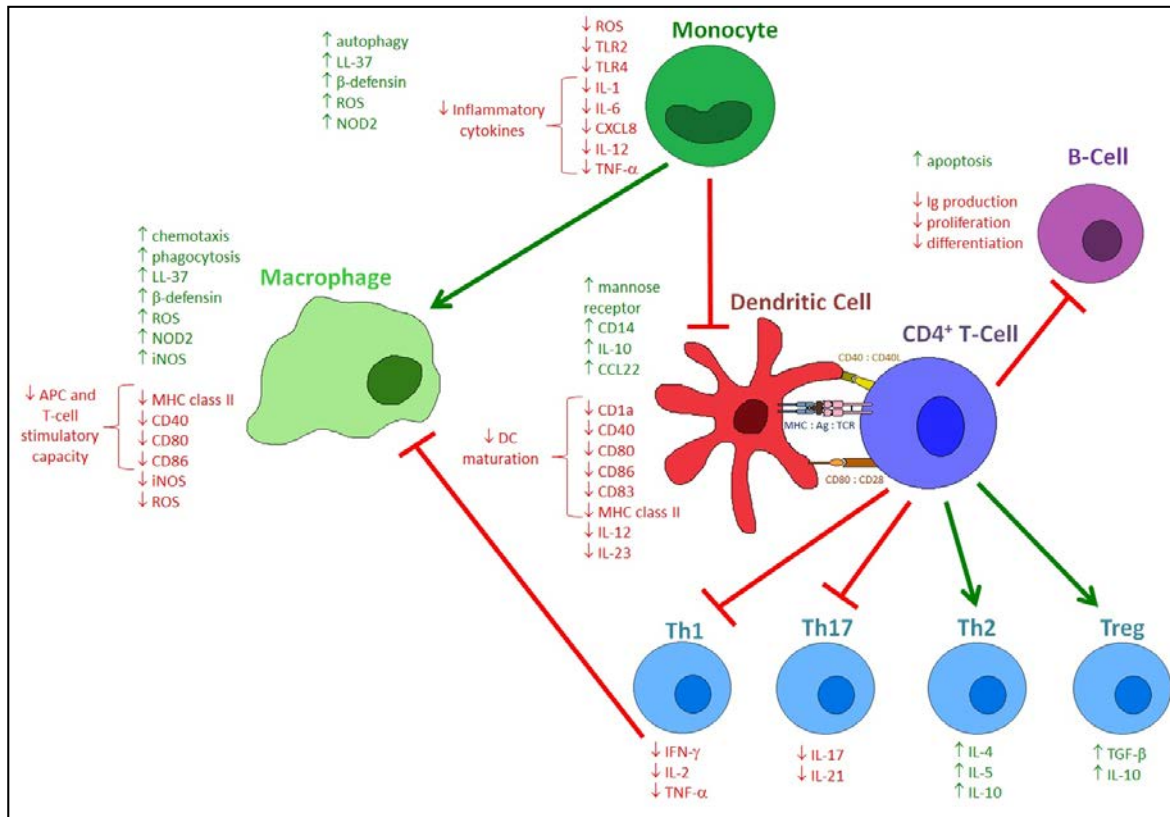 Monocyte
↑ autophagy
↑ LL-37
↑ β-defensin
↑ ROS
↑ NOD2
↓ ROS
↓ TLR2
↓ TLR4
↓ IL-1
↓ IL-6
↓ CXCL8
↓ IL-12
↓ TNF-α
↓ Inflammatory
cytokines
B-Cell
↑ apoptosis
↓ Ig production
↓ proliferation
↓ differentiation
Macrophage
↑ chemotaxis
↑ phagocytosis
↑ LL-37
↑ β-defensin
↑ ROS
↑ NOD2
↑ iNOS
↓ APC and
T-cell
stimulatory
capacity
↓ MHC class II
↓ CD40
↓ CD80
↓ CD86
↓ iNOS
↓ ROS
Dendritic Cell
↑ mannose
receptor
↑ CD14
↑ IL-10
↑ CCL22
↓ DC
maturation
↓ CD1a
↓ CD40
↓ CD80
↓ CD86
↓ CD83
↓ MHC class II
↓ IL-12
↓ IL-23
CD4⁺ T-Cell
CD40 : CD40L
MHC : Ag : TCR
CD80 : CD28
Th1
↓ IFN-γ
↓ IL-2
↓ TNF-α
Th17
↓ IL-17
↓ IL-21
Th2
↑ IL-4
↑ IL-5
↑ IL-10
Treg
↑ TGF-β
↑ IL-10